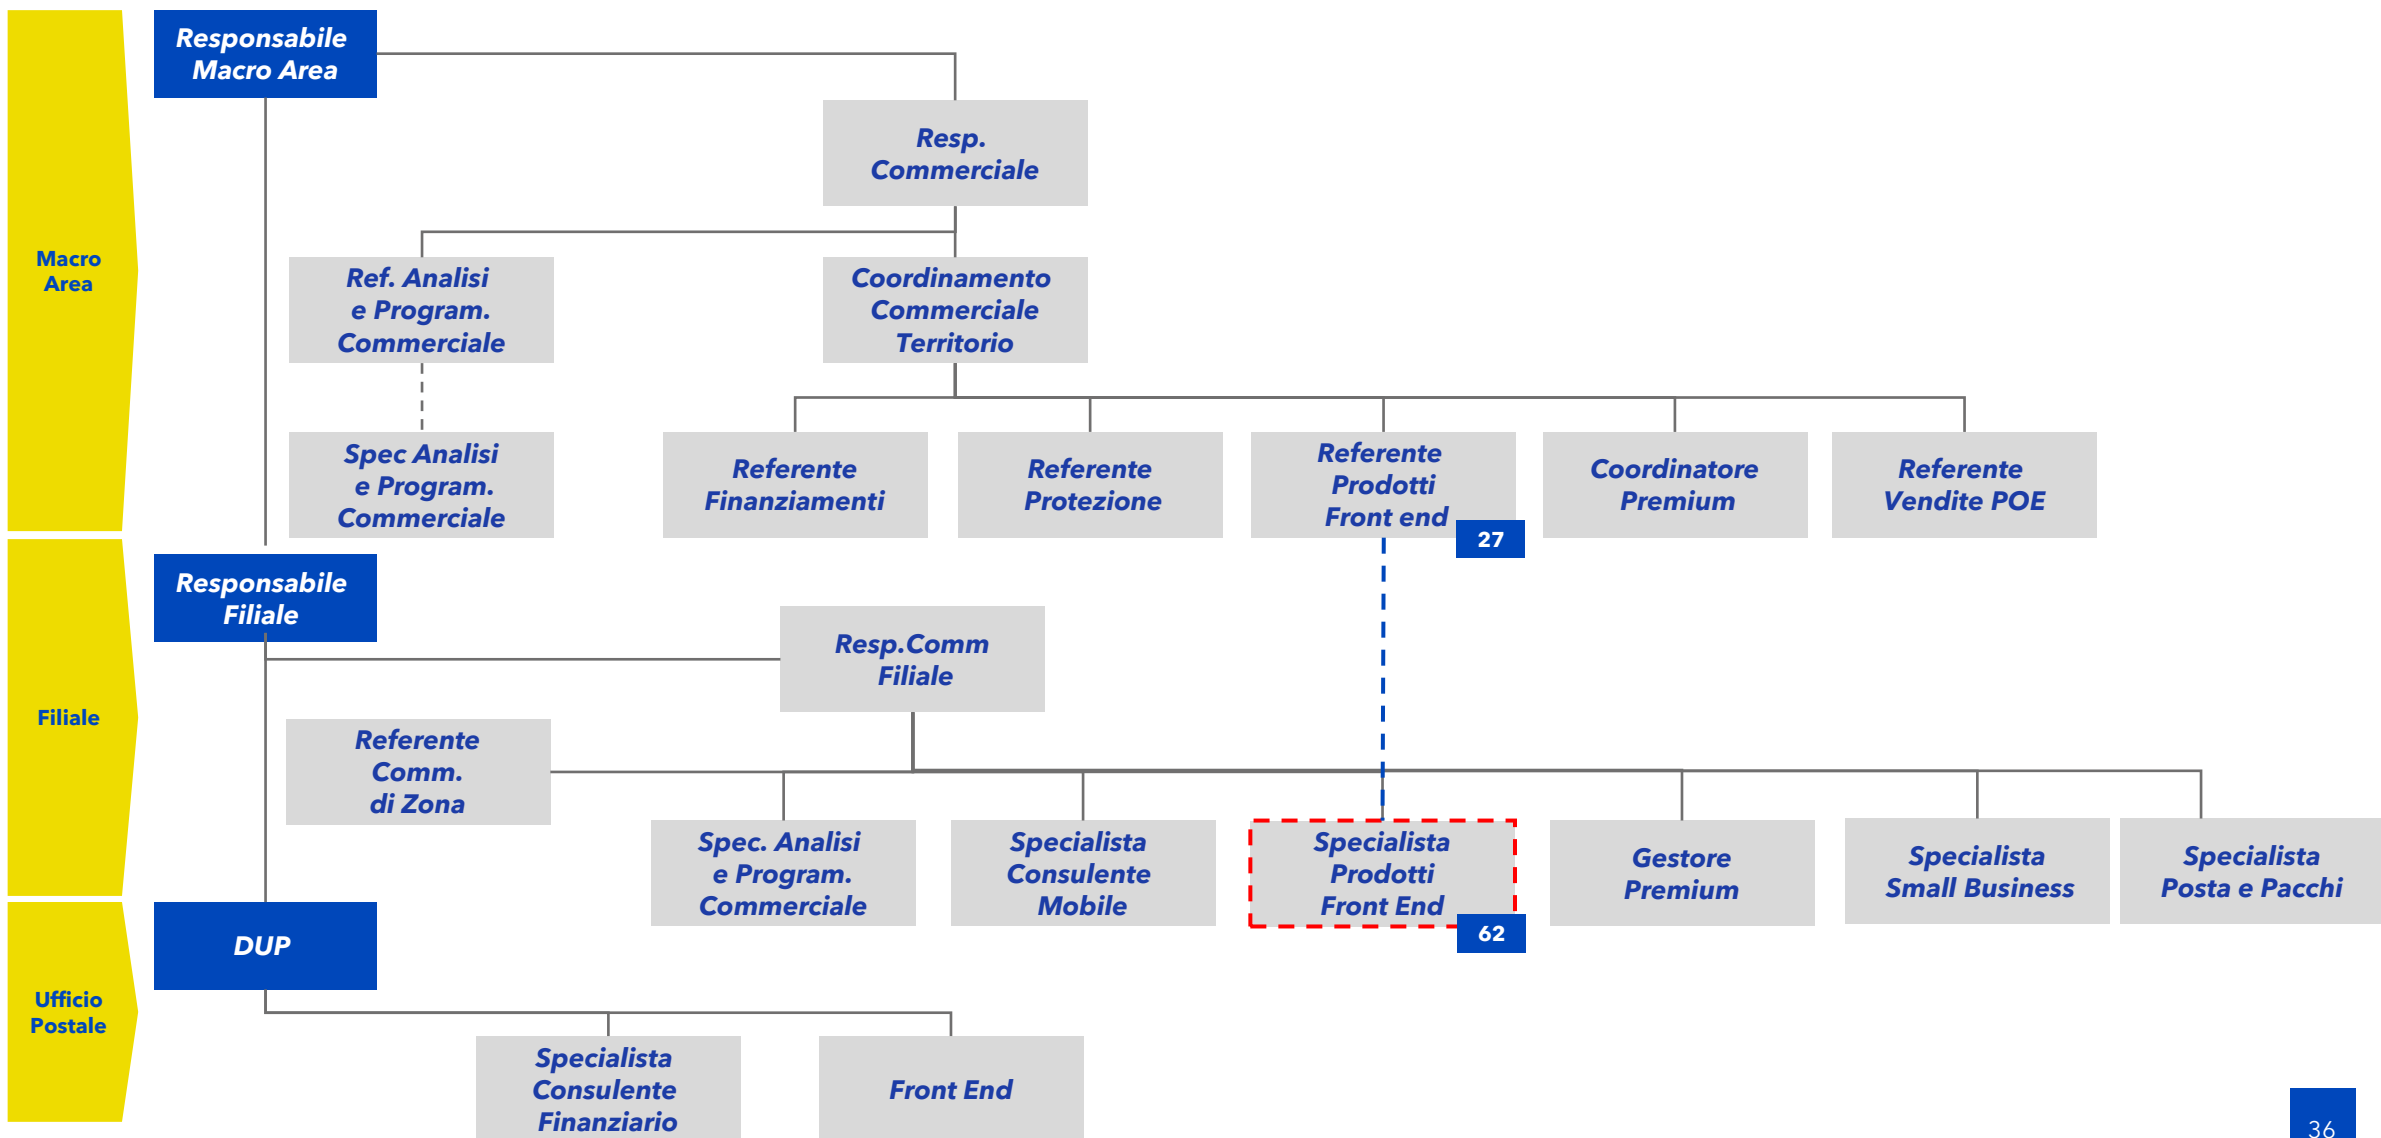 Responsabile
Macro Area
Resp.
Commerciale
Macro
Area
Ref. Analisi
e Program.
Commerciale
Coordinamento
Commerciale
Territorio
Spec Analisi
e Program.
Commerciale
Referente
Finanziamenti
Referente
Protezione
Referente
Prodotti
Front end
27
Coordinatore
Premium
Referente
Vendite POE
Responsabile
Filiale
Resp.Comm
Filiale
Filiale
Referente
Comm.
di Zona
Spec. Analisi
e Program.
Commerciale
Specialista
Consulente
Mobile
Specialista
Prodotti
Front End
62
Gestore
Premium
Specialista
Small Business
Specialista
Posta e Pacchi
DUP
Ufficio
Postale
Specialista
Consulente
Finanziario
Front End
36